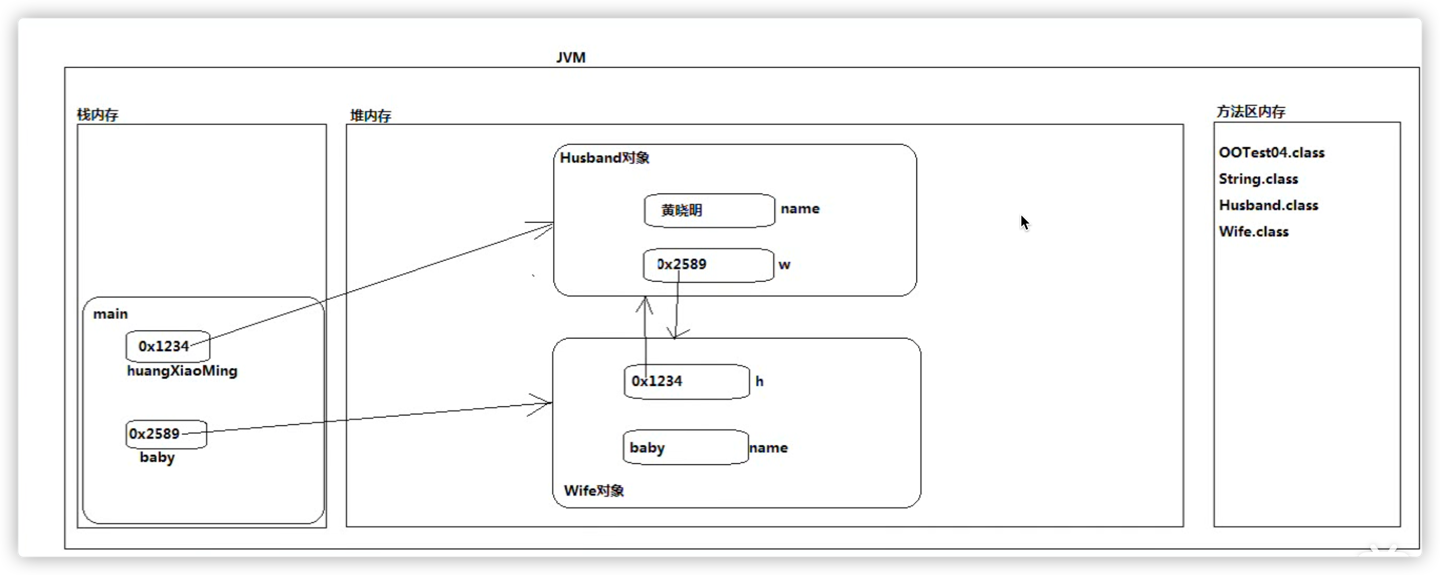 JVM
栈内存
堆内存
方法区内存
Husband对象
黄晓明 name
0x2589 w
main
0x1234
huangXiaoMing
0x2589
baby
0x1234 h
baby name
Wife对象
OOTest04.class
String.class
Husband.class
Wife.class